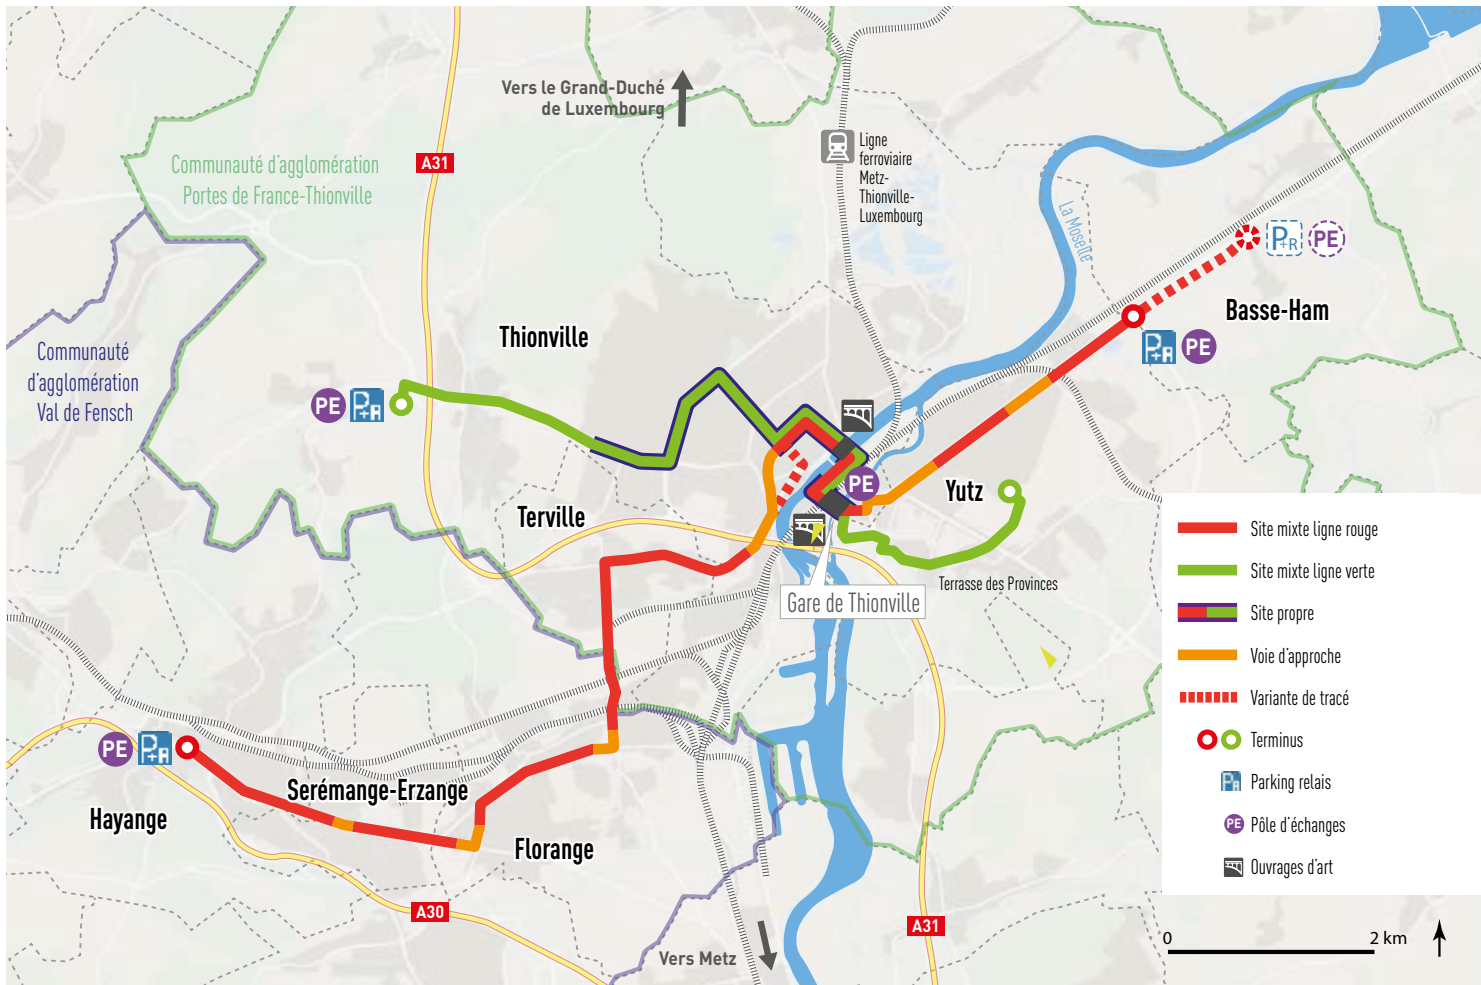 Vers le Grand-Duché
de Luxembourg
A31
Communauté d'agglomération
Portes de France-Thionville
Ligne
ferroviaire
Metz-
Thionville-
Luxembourg
La Moselle
P+R
PE
Basse-Ham
P+R
PE
Thionville
Communauté
d'agglomération
Val de Fensch
PE
P+R
PE
Yutz
Terville
Terrasse des Provinces
Gare de Thionville
PE
P+R
Serémange-Erzange
Hayange
Florange
A30
A31
Vers Metz
Site mixte ligne rouge
Site mixte ligne verte
Site propre
Voie d'approche
Variante de tracé
Terminus
P+R
Parking relais
PE
Pôle d'échanges
Ouvrages d'art
0
2 km